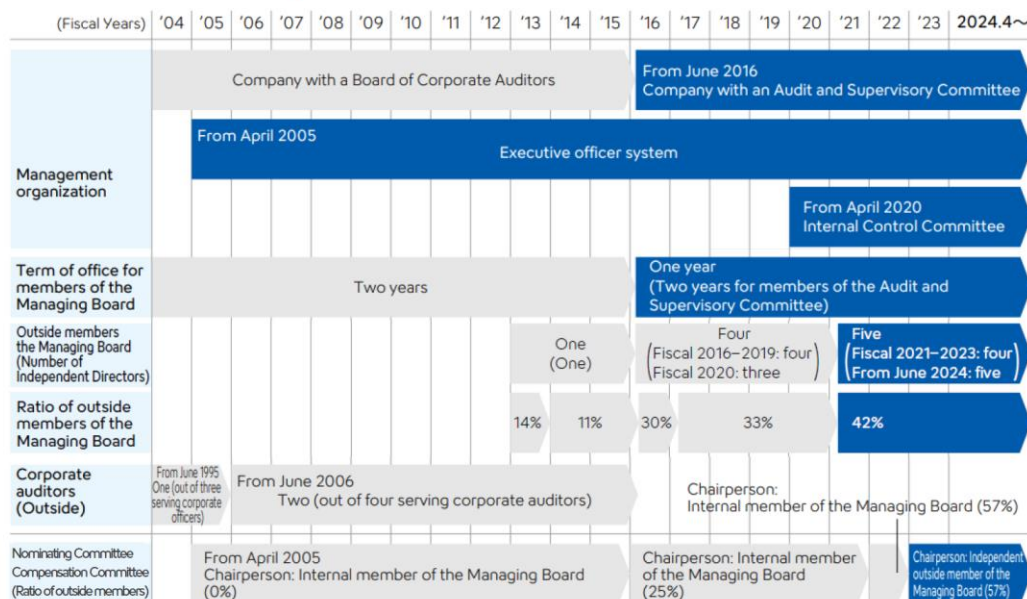 (Fiscal Years) '04 '05 '06 '07 '08 '09 '10 '11 '12 '13 '14 '15 '16 '17 '18 '19 '20 '21 '22 '23 2024.4~
Management
organization
Company with a Board of Corporate Auditors
From June 2016
Company with an Audit and Supervisory Committee
From April 2005
Executive officer system
From April 2020
Internal Control Committee
Term of office for
members of the
Managing Board
Two years
One year
(Two years for members of the Audit and
Supervisory Committee)
Outside members
the Managing Board
(Number of
Independent Directors)
One
(One)
Four
(Fiscal 2016–2019: four
Fiscal 2020: three)
Five
(Fiscal 2021–2023: four
From June 2024: five)
Ratio of outside
members of the
Managing Board
14% 11% 30% 33% 42%
Corporate
auditors
(Outside)
From June 1995
One (out of three
serving corporate
officers)
From June 2006
Two (out of four serving corporate auditors)
Chairperson:
Internal member of the Managing Board (57%)
Nominating Committee
Compensation Committee
(Ratio of outside members)
From April 2005
Chairperson: Internal member of the Managing Board
(0%)
Chairperson: Internal member
of the Managing Board
(25%)
Chairperson: Independent
outside member of the
Managing Board (57%)